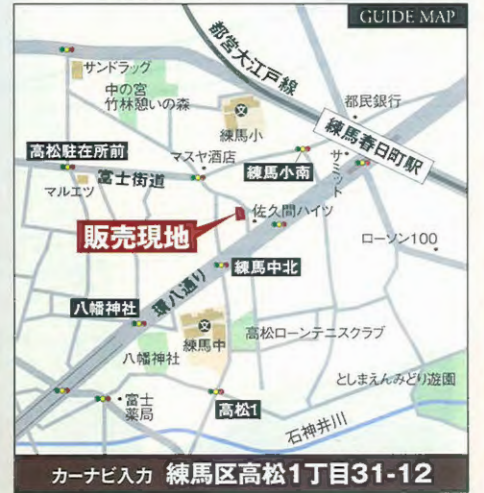 GUIDE MAP
都営大江戸線
サンドラッグ
中の宮
竹林憩いの森
練馬小
都民銀行
練馬春日町駅
高松駐在所前
富士街道
マスヤ酒店
練馬小南
サミット
マルエツ
佐久間ハイツ
販売現地
ローソン100
環八通り
練馬中北
八幡神社
練馬中
高松ローンテニスクラブ
八幡神社
としまえんみどり遊園
富士
薬局
高松1
石神井川
カーナビ入力 練馬区高松1丁目31-12